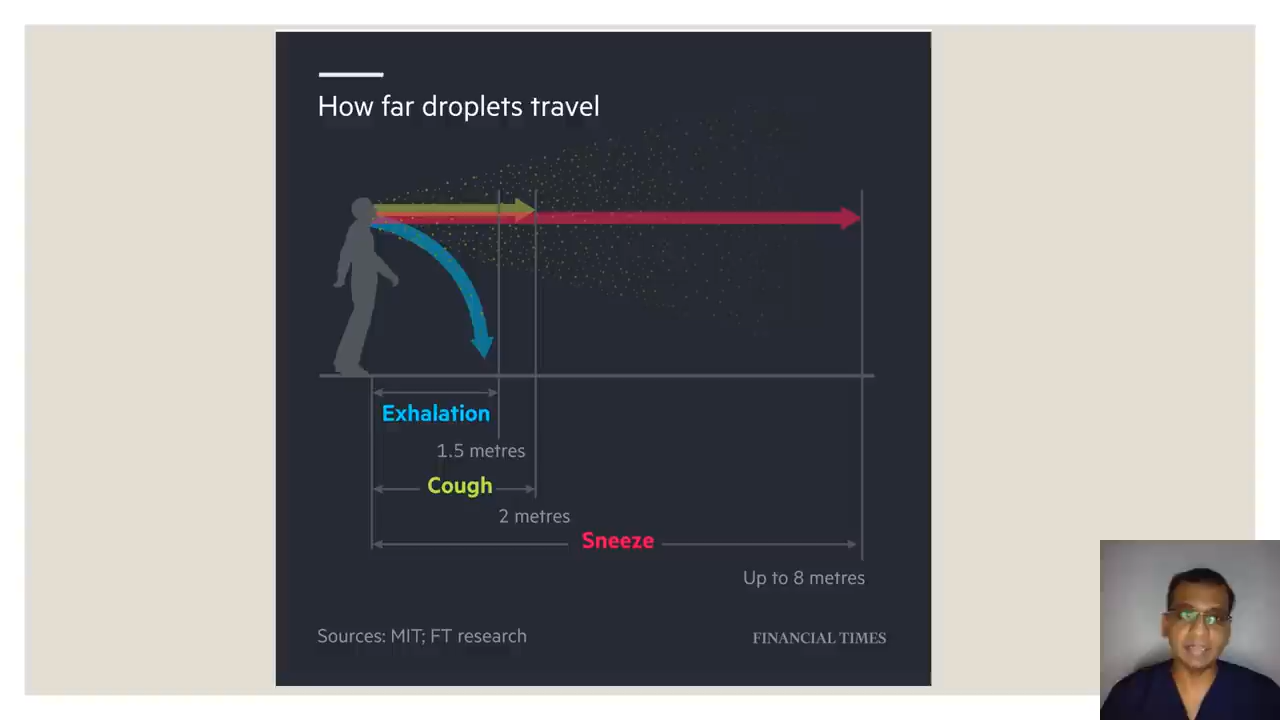 How far droplets travel
Exhalation
1.5 metres
Cough
2 metres
Sneeze
Up to 8 metres
Sources: MIT; FT research
FINANCIAL TIMES